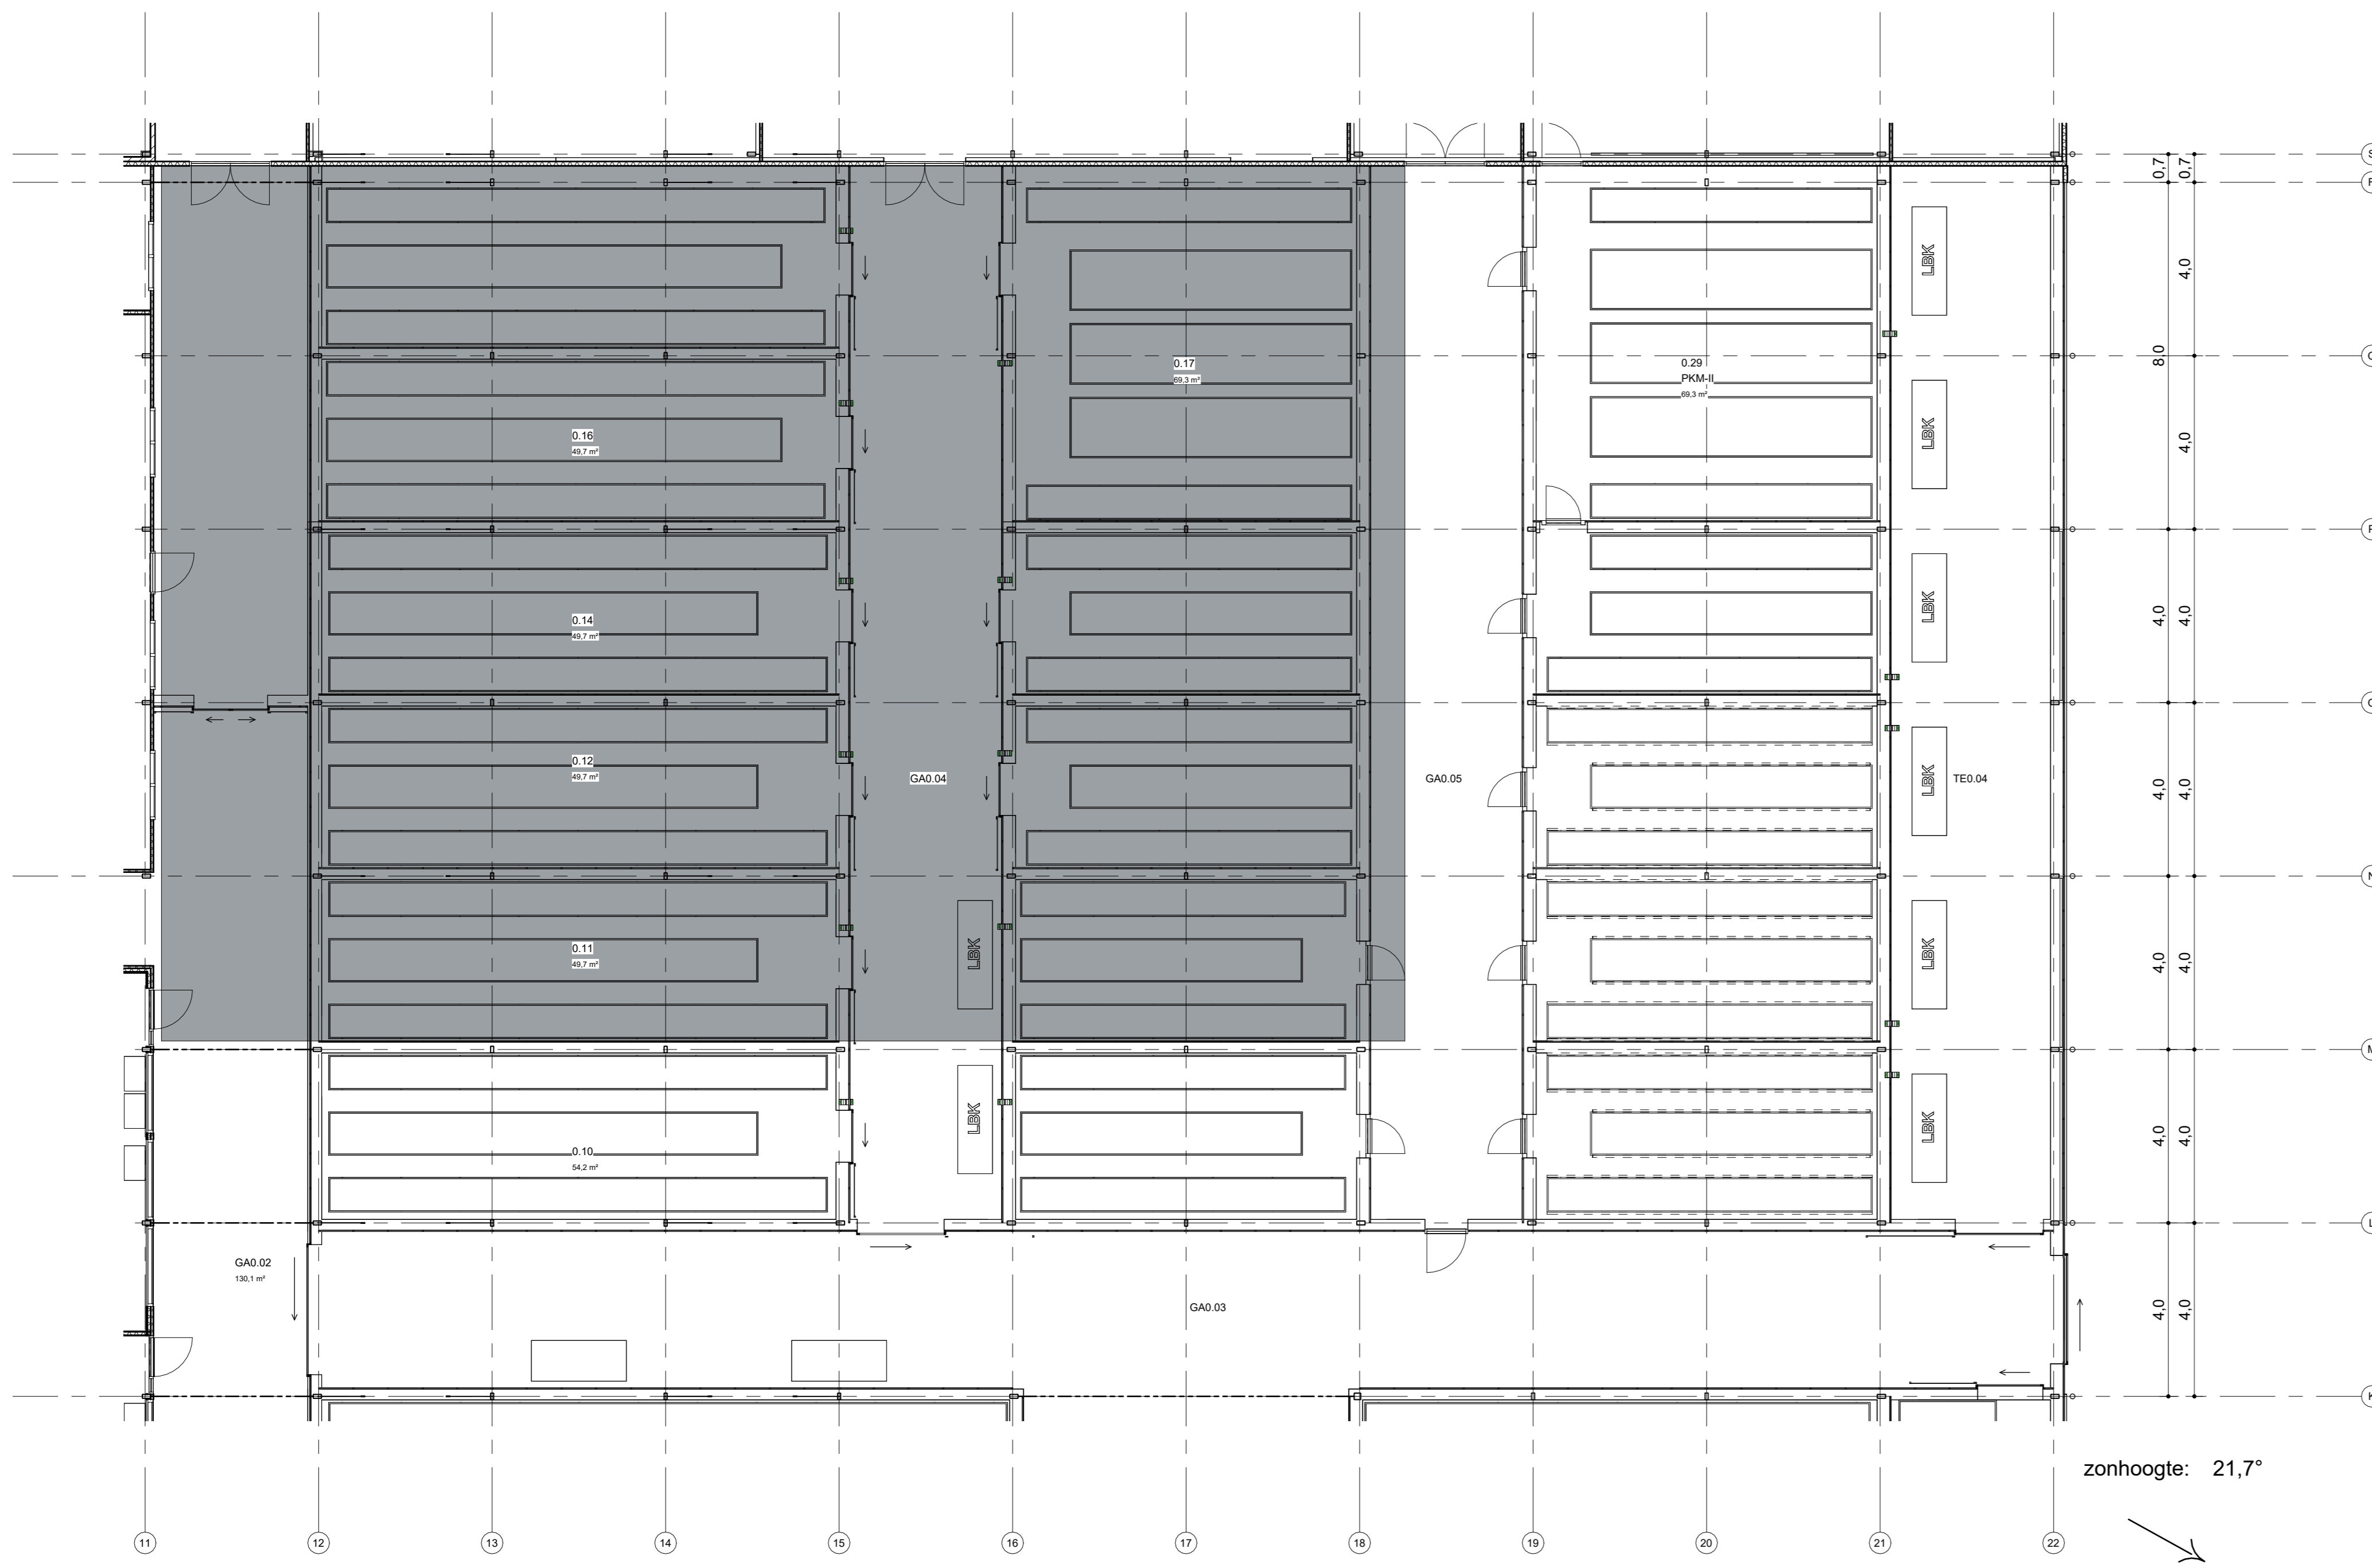 0,7
0,7
4,0
LBK
8,0
0.17
69,3 m²
0.29
PKM-II
69,3 m²
0.16
49,7 m²
LBK
4,0
0.14
49,7 m²
LBK
4,0
4,0
0.12
49,7 m²
GA0.04
GA0.05
LBK
TE0.04
4,0
4,0
0.11
49,7 m²
LBK
LBK
4,0
4,0
0.10
54,2 m²
LBK
LBK
4,0
4,0
GA0.02
130,1 m²
GA0.03
4,0
4,0
zonhoogte: 21,7°
11 12 13 14 15 16 17 18 19 20 21 22